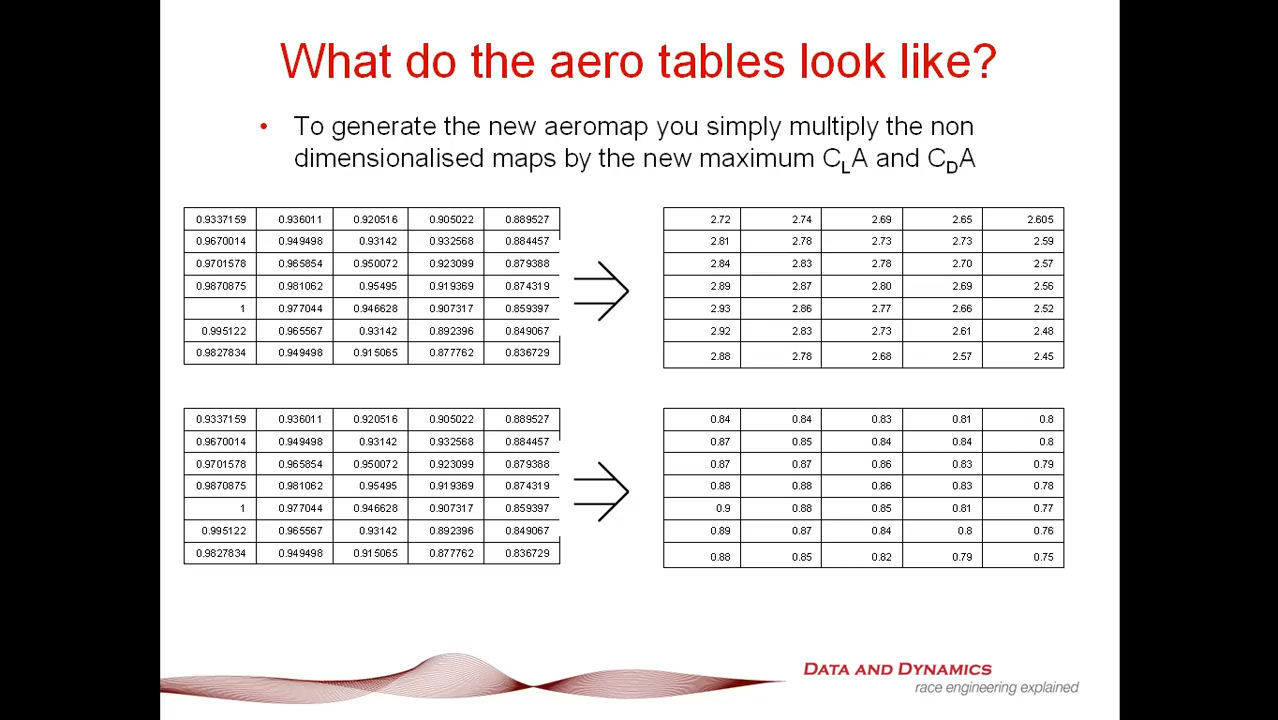 What do the aero tables look like?
• To generate the new aeromap you simply multiply the non
dimensionalised maps by the new maximum CLA and CDA
0.9337159 0.936011 0.920516 0.905022 0.889527
0.9670014 0.949498 0.93142 0.932568 0.884457
0.9701578 0.965854 0.950072 0.923099 0.879388
0.9870875 0.981062 0.95495 0.919369 0.874319
1 0.977044 0.946628 0.907317 0.859397
0.995122 0.965567 0.93142 0.892396 0.849067
0.9827834 0.949498 0.915065 0.877762 0.836729
2.72 2.74 2.69 2.65 2.605
2.81 2.78 2.73 2.73 2.59
2.84 2.83 2.78 2.70 2.57
2.89 2.87 2.80 2.69 2.56
2.93 2.86 2.77 2.66 2.52
2.92 2.83 2.73 2.61 2.48
2.88 2.78 2.68 2.57 2.45
0.9337159 0.936011 0.920516 0.905022 0.889527
0.9670014 0.949498 0.93142 0.932568 0.884457
0.9701578 0.965854 0.950072 0.923099 0.879388
0.9870875 0.981062 0.95495 0.919369 0.874319
1 0.977044 0.946628 0.907317 0.859397
0.995122 0.965567 0.93142 0.892396 0.849067
0.9827834 0.949498 0.915065 0.877762 0.836729
0.84 0.84 0.83 0.81 0.8
0.87 0.85 0.84 0.84 0.8
0.87 0.87 0.86 0.83 0.79
0.88 0.88 0.86 0.83 0.78
0.9 0.88 0.85 0.81 0.77
0.89 0.87 0.84 0.8 0.76
0.88 0.85 0.82 0.79 0.75
DATA AND DYNAMICS
race engineering explained